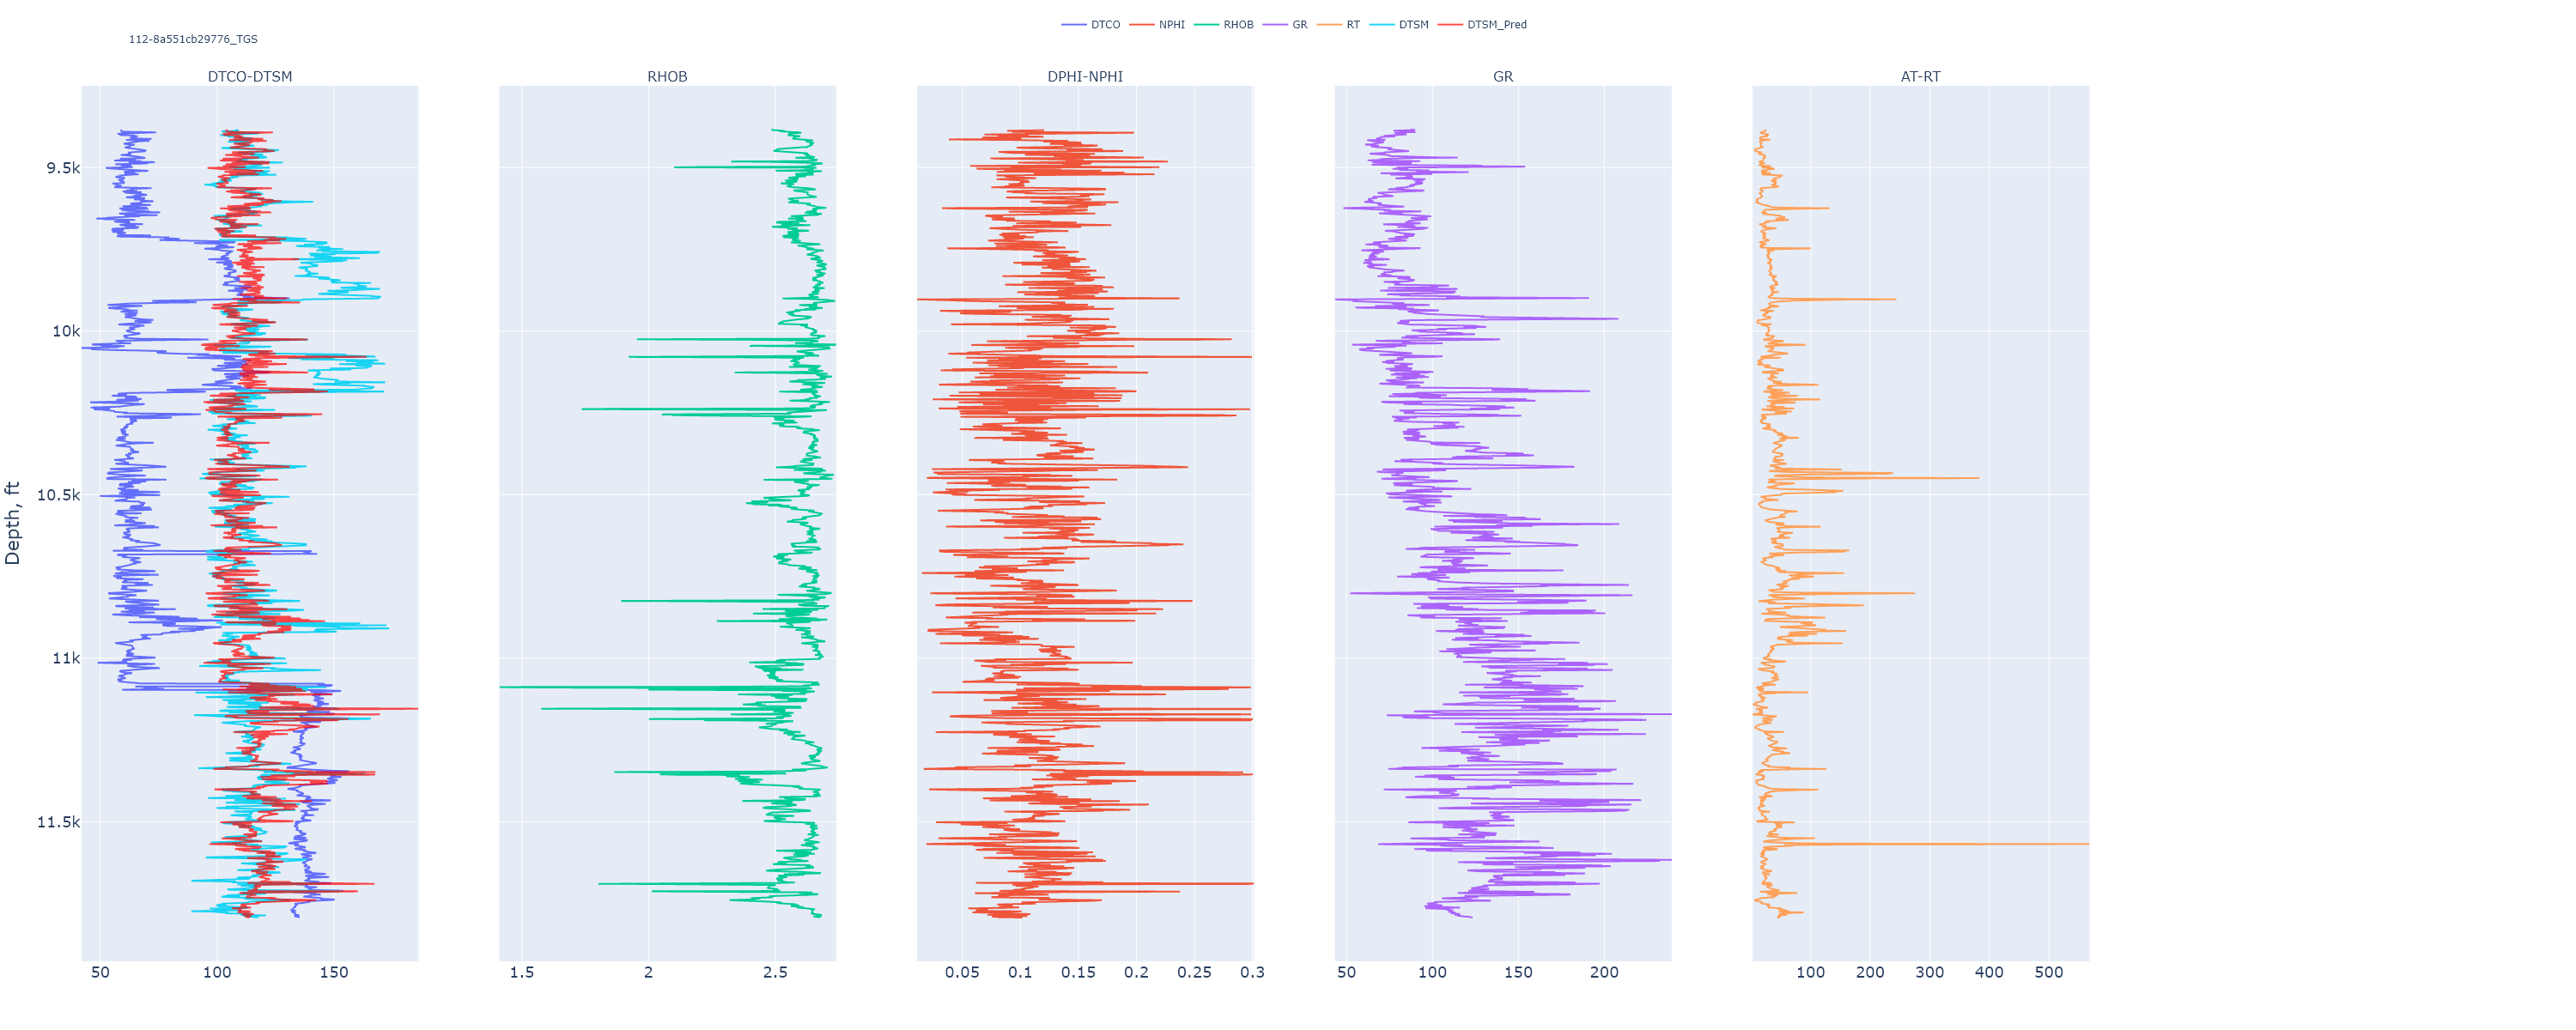 DTCO NPHI RHOB GR RT DTSM DTSM_Pred
112-8a551cb29776_TGS
DTCO-DTSM RHOB DPHI-NPHI GR AT-RT
Depth, ft
9.5k
10k
10.5k
11k
11.5k
50 100 150 1.5 2 2.5 0.05 0.1 0.15 0.2 0.25 0.3 50 100 150 200 100 200 300 400 500